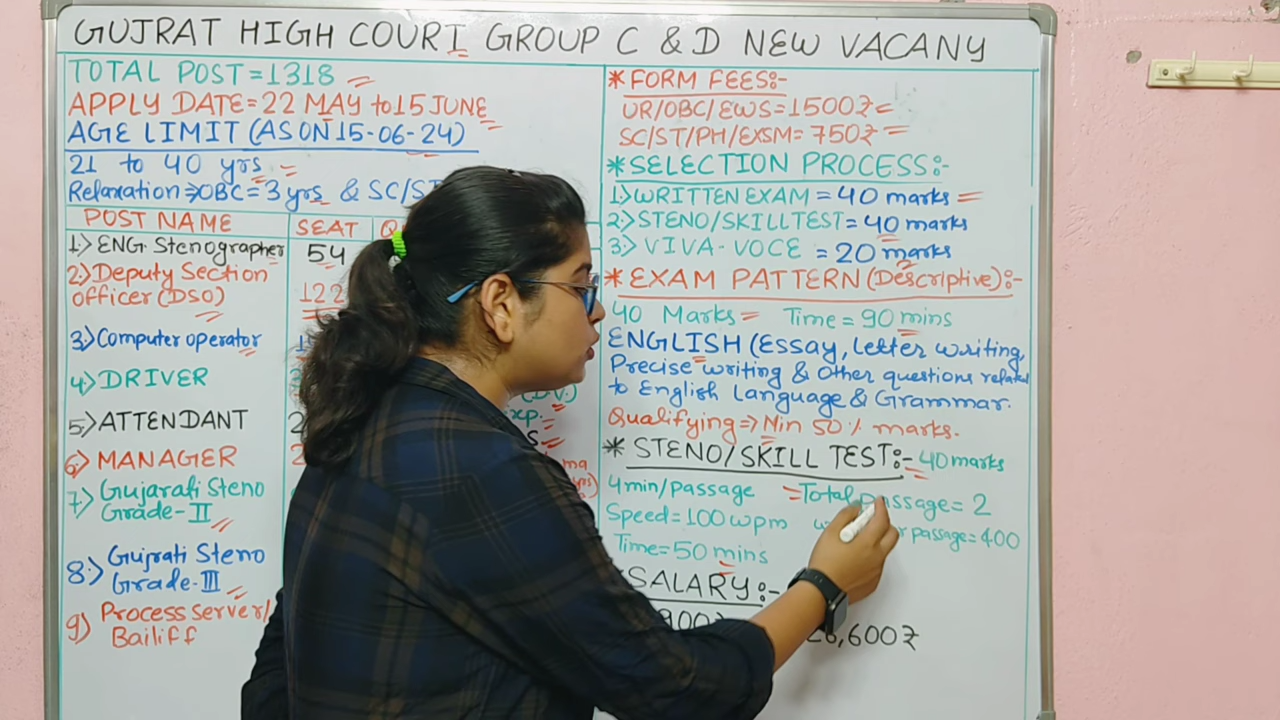 GUJRAT HIGH COURT GROUP C & D NEW VACANY
TOTAL POST=1318
APPLY DATE=22 MAY to 15 JUNE
AGE LIMIT (AS ON 15-06-24)
21 to 40 yrs
Relaxation⇒OBC=3 yrs & SC/ST
POST NAME
SEAT
1) ENG Stenographer
54
2) Deputy Section
officer (DSO)
122
3) Computer operator
4) DRIVER
(D.V.)
5) ATTENDANT
6) MANAGER
7) Gujarati Steno
Grade-II
8) Gujrati Steno
Grade-III
9) Process Server/
Bailiff
*FORM FEES:-
UR/OBC/EWS=1500₹
SC/ST/PH/EXSM=750₹
*SELECTION PROCESS:-
1) WRITTEN EXAM = 40 marks
2) STENO/SKILL TEST= 40 marks
3) VIVA-VOCE = 20 marks
*EXAM PATTERN (Descriptive):-
40 Marks Time = 90 mins
ENGLISH (Essay, Letter writing,
Precise writing & Other questions related
to English Language & Grammar.
Qualifying⇒ Min 50% marks.
* STENO/SKILL TEST:- 40 marks
4 min/passage Total passage= 2
Speed=100 wpm passage=400
Time=50 mins
SALARY:-